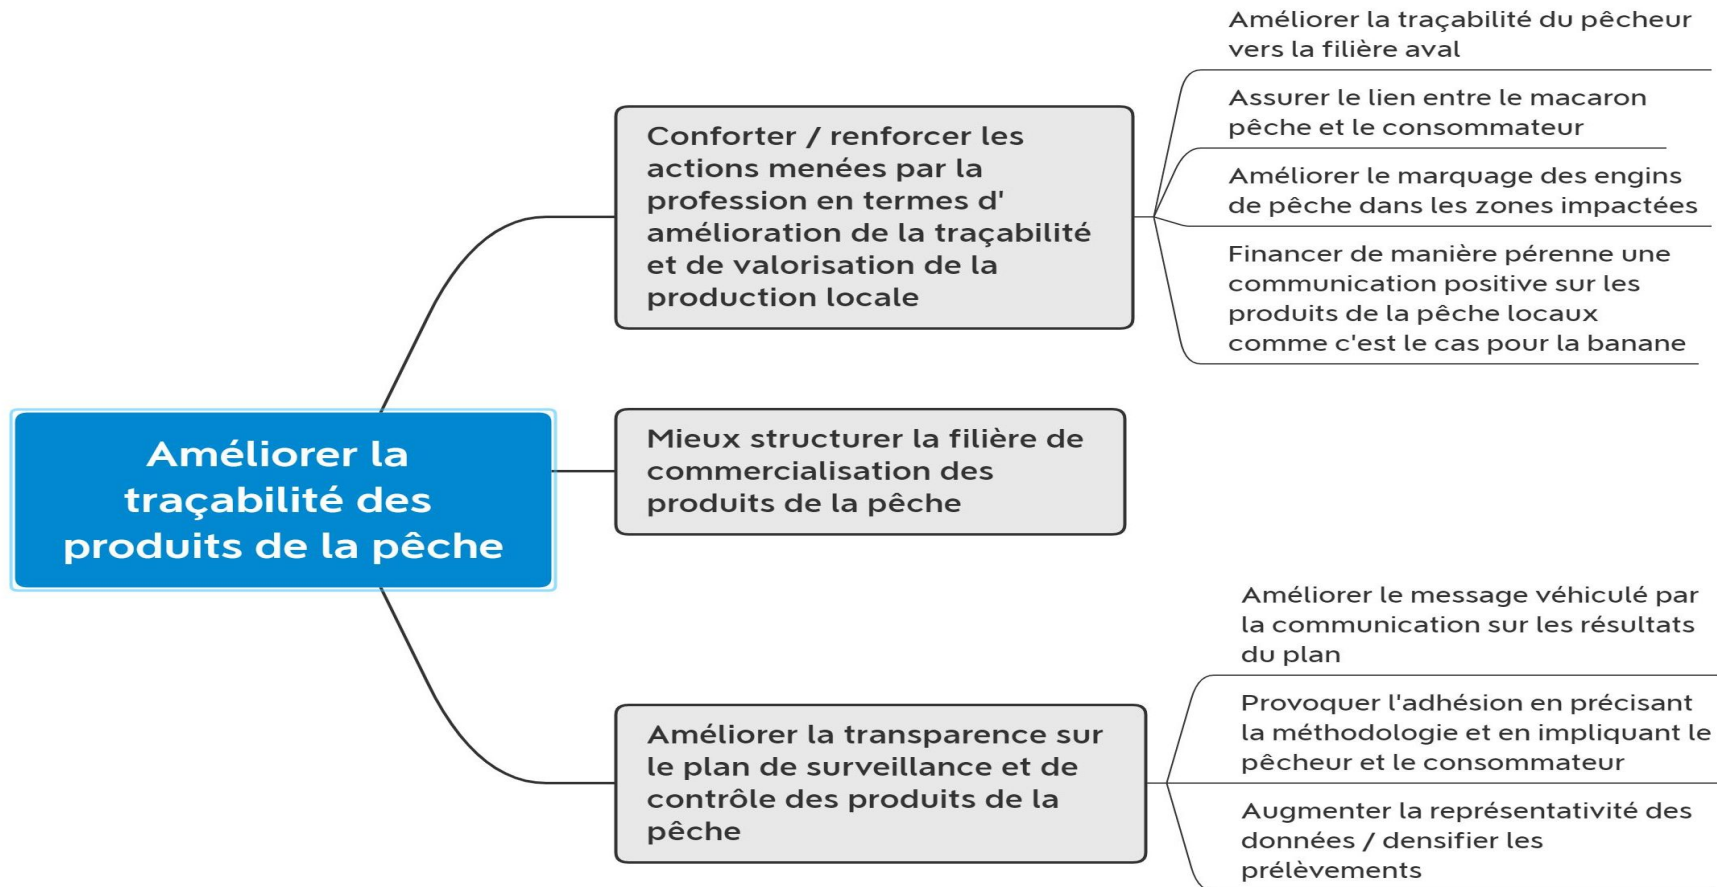 Améliorer la
traçabilité des
produits de la pêche
Conforter / renforcer les
actions menées par la
profession en termes d'
amélioration de la traçabilité
et de valorisation de la
production locale
Améliorer la traçabilité du pêcheur
vers la filière aval
Assurer le lien entre le macaron
pêche et le consommateur
Améliorer le marquage des engins
de pêche dans les zones impactées
Financer de manière pérenne une
communication positive sur les
produits de la pêche locaux
comme c'est le cas pour la banane
Mieux structurer la filière de
commercialisation des
produits de la pêche
Améliorer la transparence sur
le plan de surveillance et de
contrôle des produits de la
pêche
Améliorer le message véhiculé par
la communication sur les résultats
du plan
Provoquer l'adhésion en précisant
la méthodologie et en impliquant le
pêcheur et le consommateur
Augmenter la représentativité des
données / densifier les
prélèvements